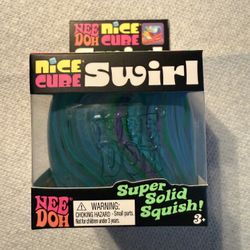 NEE
DOH
NICE
CUBE
NICE
CUBE
Swirl
NEE
DOH
WARNING:
CHOKING HAZARD - Small parts.
Not for children under 3 years.
Super
Solid
Squish!
3+